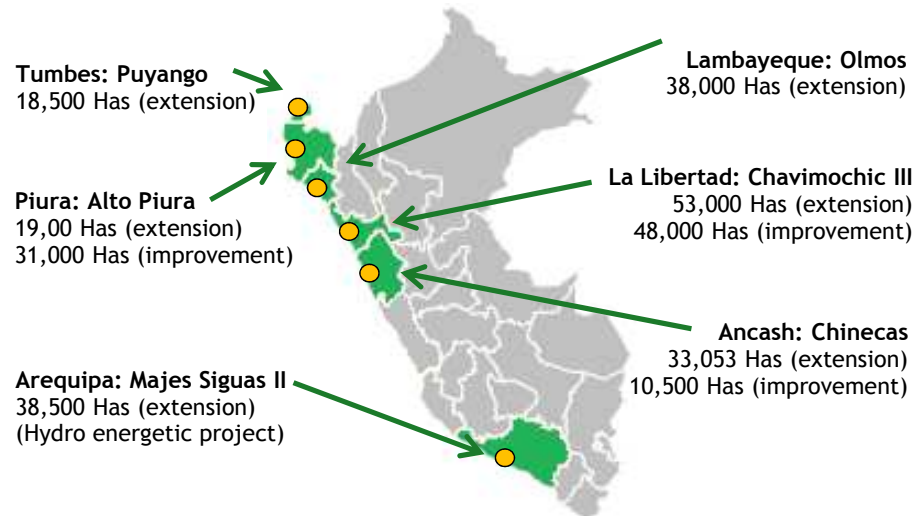 Tumbes: Puyango
18,500 Has (extension)
Lambayeque: Olmos
38,000 Has (extension)
Piura: Alto Piura
19,00 Has (extension)
31,000 Has (improvement)
La Libertad: Chavimochic III
53,000 Has (extension)
48,000 Has (improvement)
Ancash: Chinecas
33,053 Has (extension)
10,500 Has (improvement)
Arequipa: Majes Siguas II
38,500 Has (extension)
(Hydro energetic project)